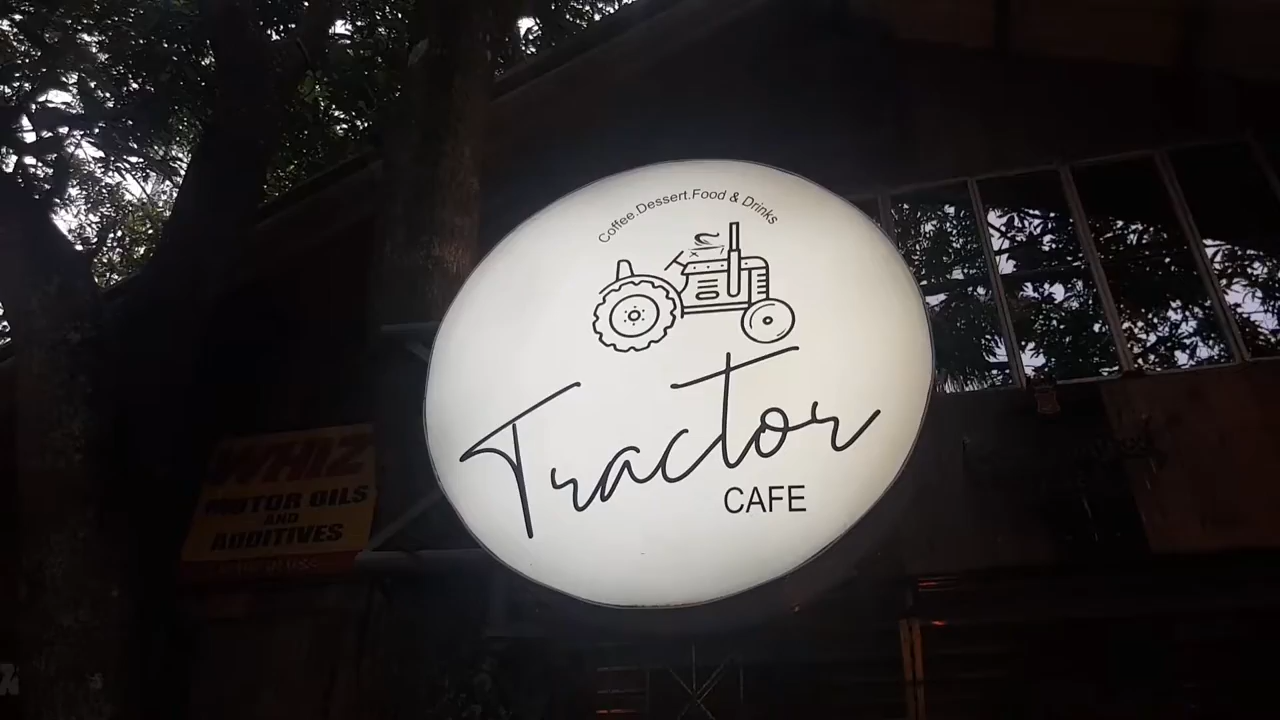 Coffee.Dessert.Food & Drinks
Tractor
CAFE
WHIZ
MOTOR OILS
AND
ADDITIVES